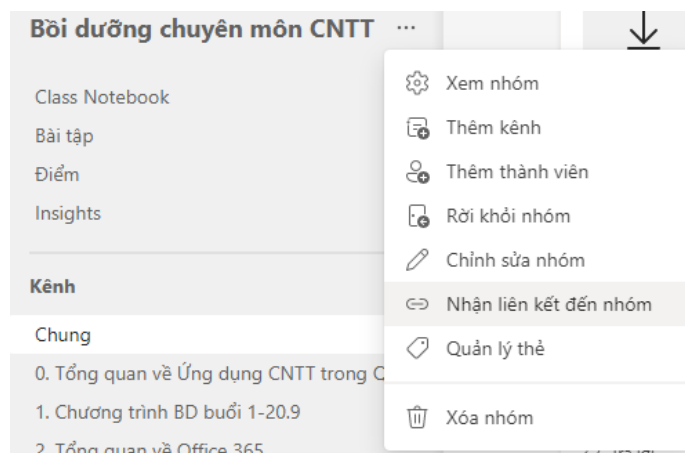 Bồi dưỡng chuyên môn CNTT ...
Class Notebook
Bài tập
Điểm
Insights
Kênh
Chung
0. Tổng quan về Ứng dụng CNTT trong
1. Chương trình BD buổi 1-20.9
2. Tổng quan về Office 365
Xem nhóm
Thêm kênh
Thêm thành viên
Rời khỏi nhóm
Chỉnh sửa nhóm
Nhận liên kết đến nhóm
Quản lý thẻ
Xóa nhóm